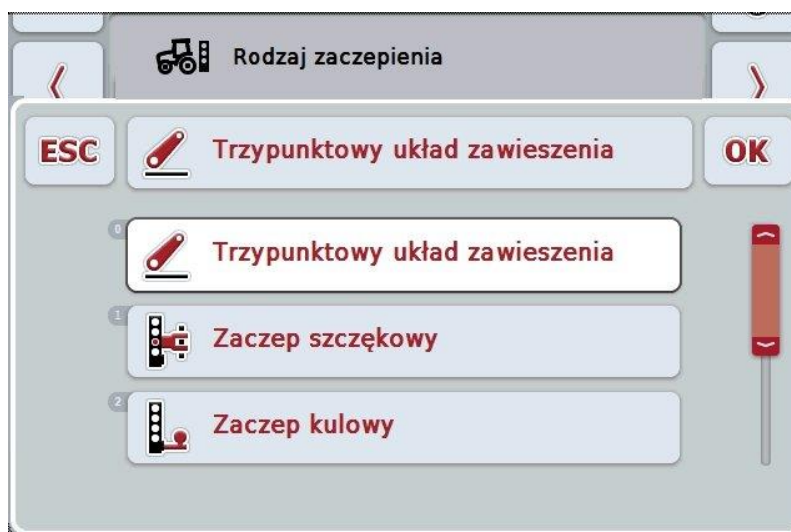 Rodzaj zaczepienia
ESC
Trzypunktowy układ zawieszenia
OK
0
Trzypunktowy układ zawieszenia
1
Zaczep szczękowy
2
Zaczep kulowy